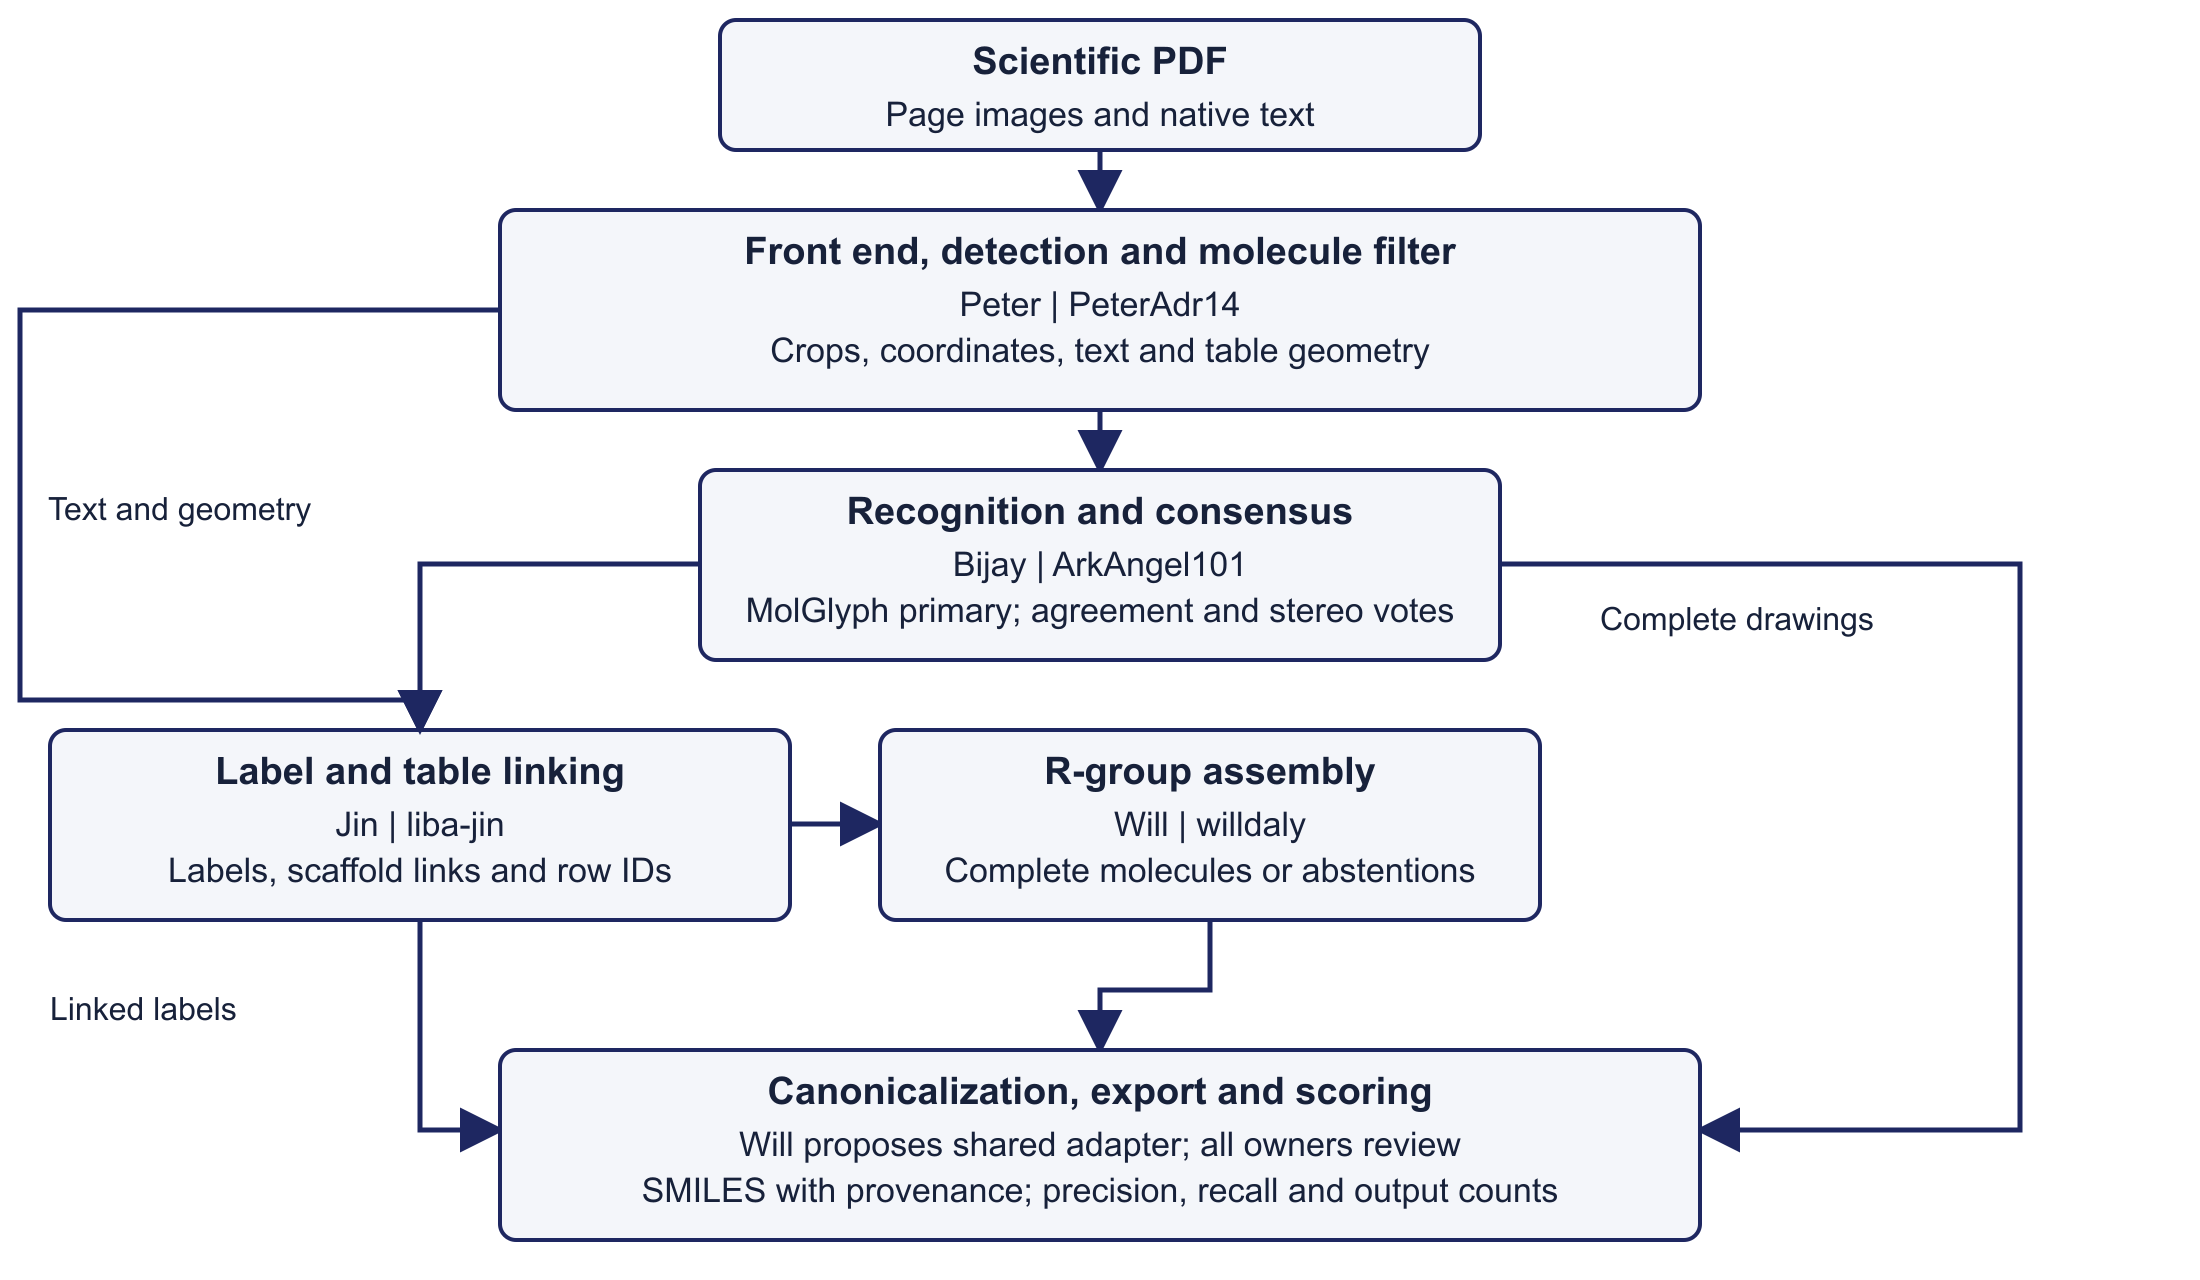 Scientific PDF
Page images and native text
Front end, detection and molecule filter
Peter | PeterAdr14
Crops, coordinates, text and table geometry
Text and geometry
Recognition and consensus
Bijay | ArkAngel101
MolGlyph primary; agreement and stereo votes
Complete drawings
Label and table linking
Jin | liba-jin
Labels, scaffold links and row IDs
R-group assembly
Will | willdaly
Complete molecules or abstentions
Linked labels
Canonicalization, export and scoring
Will proposes shared adapter; all owners review
SMILES with provenance; precision, recall and output counts